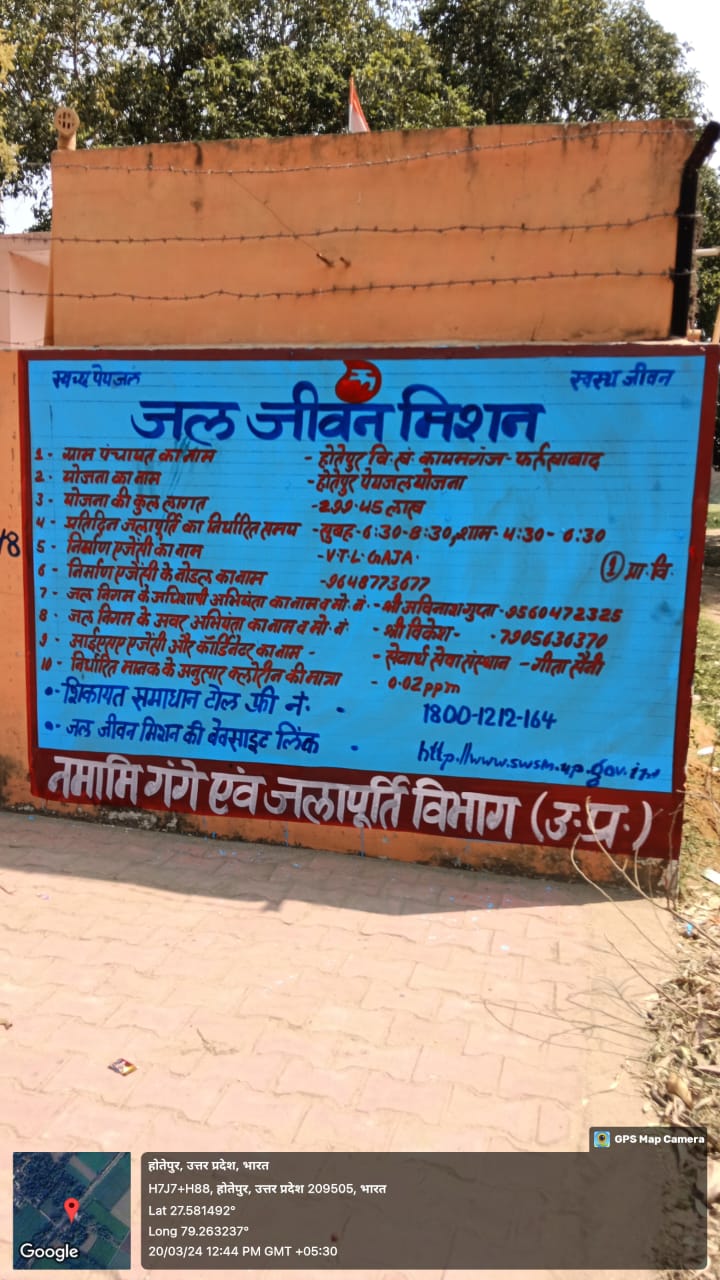 स्वच्छ पेयजल
स्वस्थ जीवन
जल जीवन मिशन
1 - ग्राम पंचायत का नाम - होतेपुर वि.खं. कायमगंज- फर्रुखाबाद
2 - योजना का नाम - होतेपुर पेयजल योजना
3 - योजना की कुल लागत - 299.45 लाख
4 - प्रतिदिन जलापूर्ति का निर्धारित समय - सुबह-6:30-8:30, शाम- 4:30- 6:30
5 - निर्माण एजेंसी का नाम - V.T.L. GAJA.
6 - निर्माण एजेंसी के नोडल का नाम - 9648773677
① प्रा. वि.
7 - जल निगम के अधिशाषी अभियंता का नाम व मो. नं. - श्री अविनाश गुप्ता - 9560472325
8 - जल निगम के अवर अभियंता का नाम व मो. नं. - श्री विकेश - 7905636370
9 - आईएसए एजेंसी और कॉर्डिनेटर का नाम - - सेवार्थ सेवा संस्थान - गीता सैनी
10 - निर्धारित मानक के अनुसार क्लोरीन की मात्रा - 0.02 ppm
•- शिकायत समाधान टोल फ्री नं. - 1800-1212-164
•- जल जीवन मिशन की बेवसाइट लिंक - http.//www.swsm.up.gov.in
नमामि गंगे एंव जलापूर्ति विभाग (उ.प्र.)
GPS Map Camera
होतेपुर, उत्तर प्रदेश, भारत
H7J7+H88, होतेपुर, उत्तर प्रदेश 209505, भारत
Lat 27.581492°
Long 79.263237°
20/03/24 12:44 PM GMT +05:30
Google